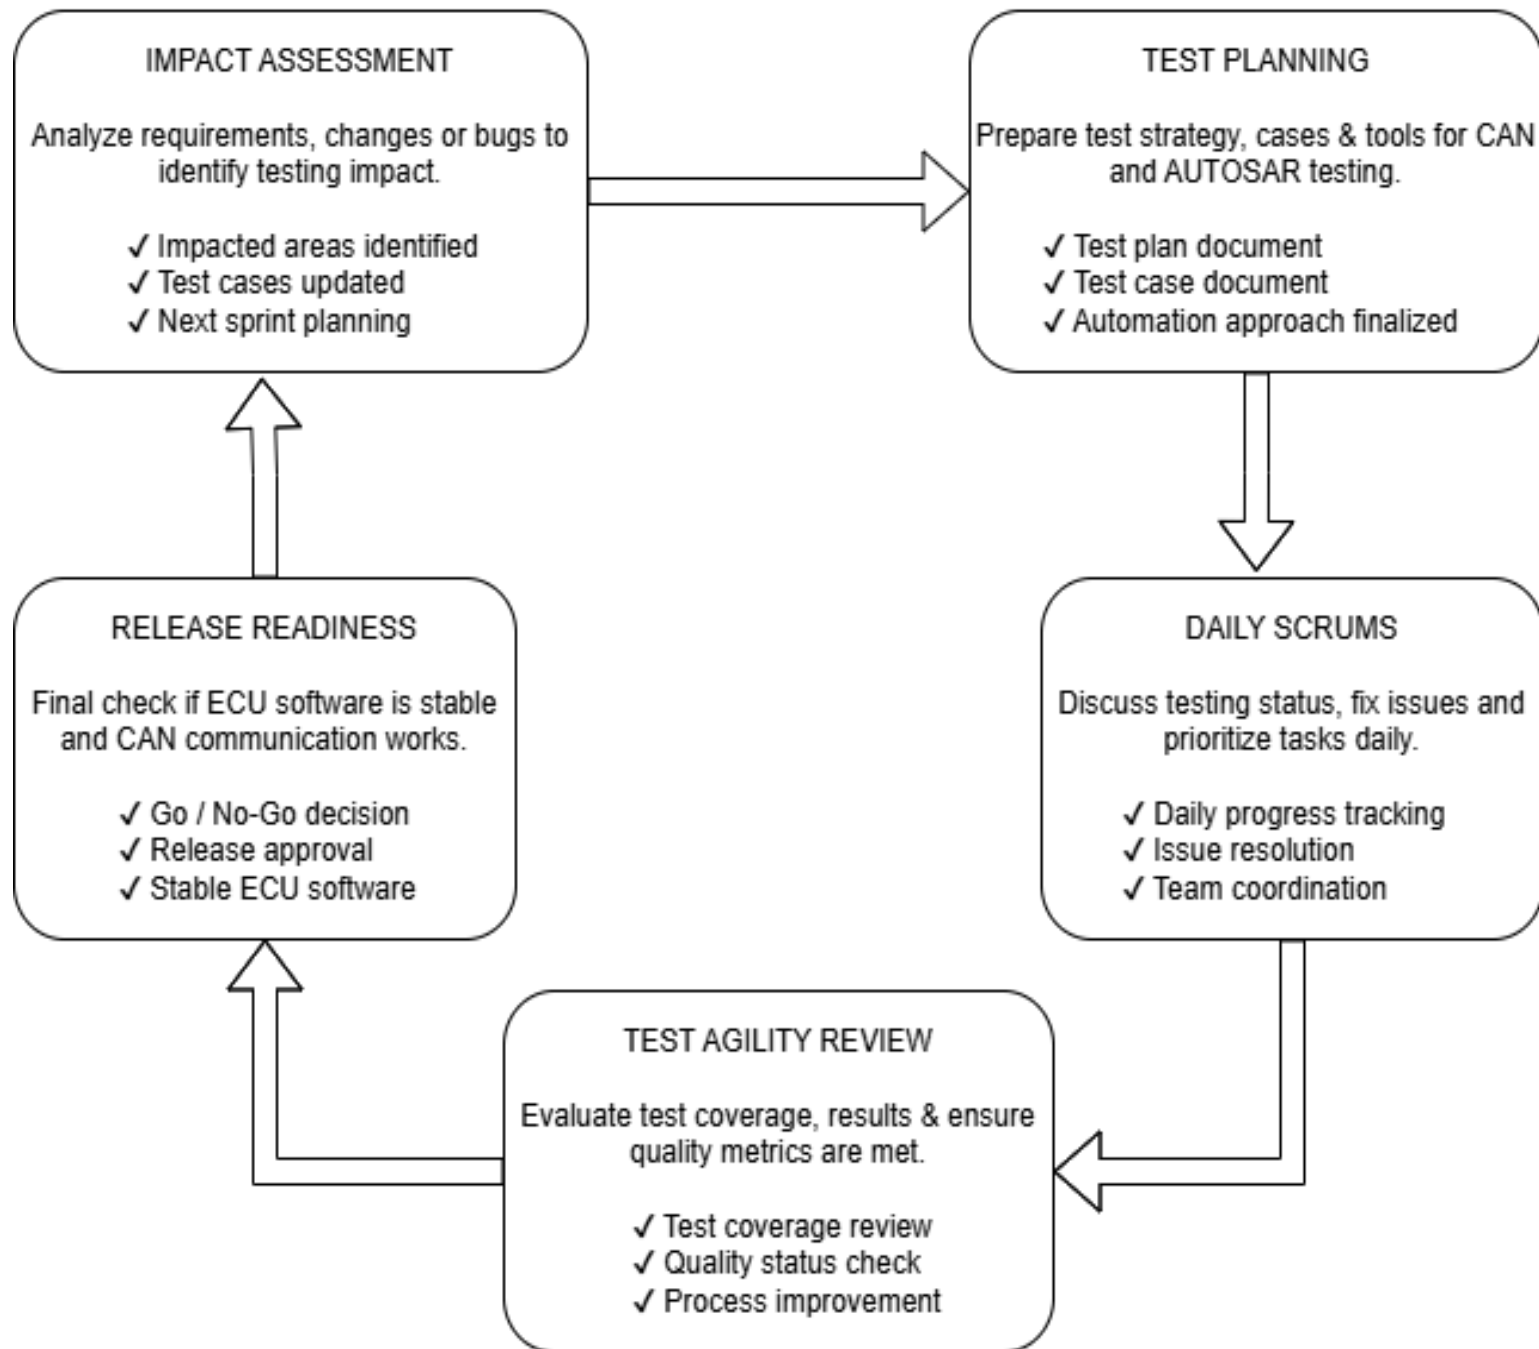 IMPACT ASSESSMENT
Analyze requirements, changes or bugs to
identify testing impact.
✓ Impacted areas identified
✓ Test cases updated
✓ Next sprint planning
TEST PLANNING
Prepare test strategy, cases & tools for CAN
and AUTOSAR testing.
✓ Test plan document
✓ Test case document
✓ Automation approach finalized
DAILY SCRUMS
Discuss testing status, fix issues and
prioritize tasks daily.
✓ Daily progress tracking
✓ Issue resolution
✓ Team coordination
TEST AGILITY REVIEW
Evaluate test coverage, results & ensure
quality metrics are met.
✓ Test coverage review
✓ Quality status check
✓ Process improvement
RELEASE READINESS
Final check if ECU software is stable
and CAN communication works.
✓ Go / No-Go decision
✓ Release approval
✓ Stable ECU software